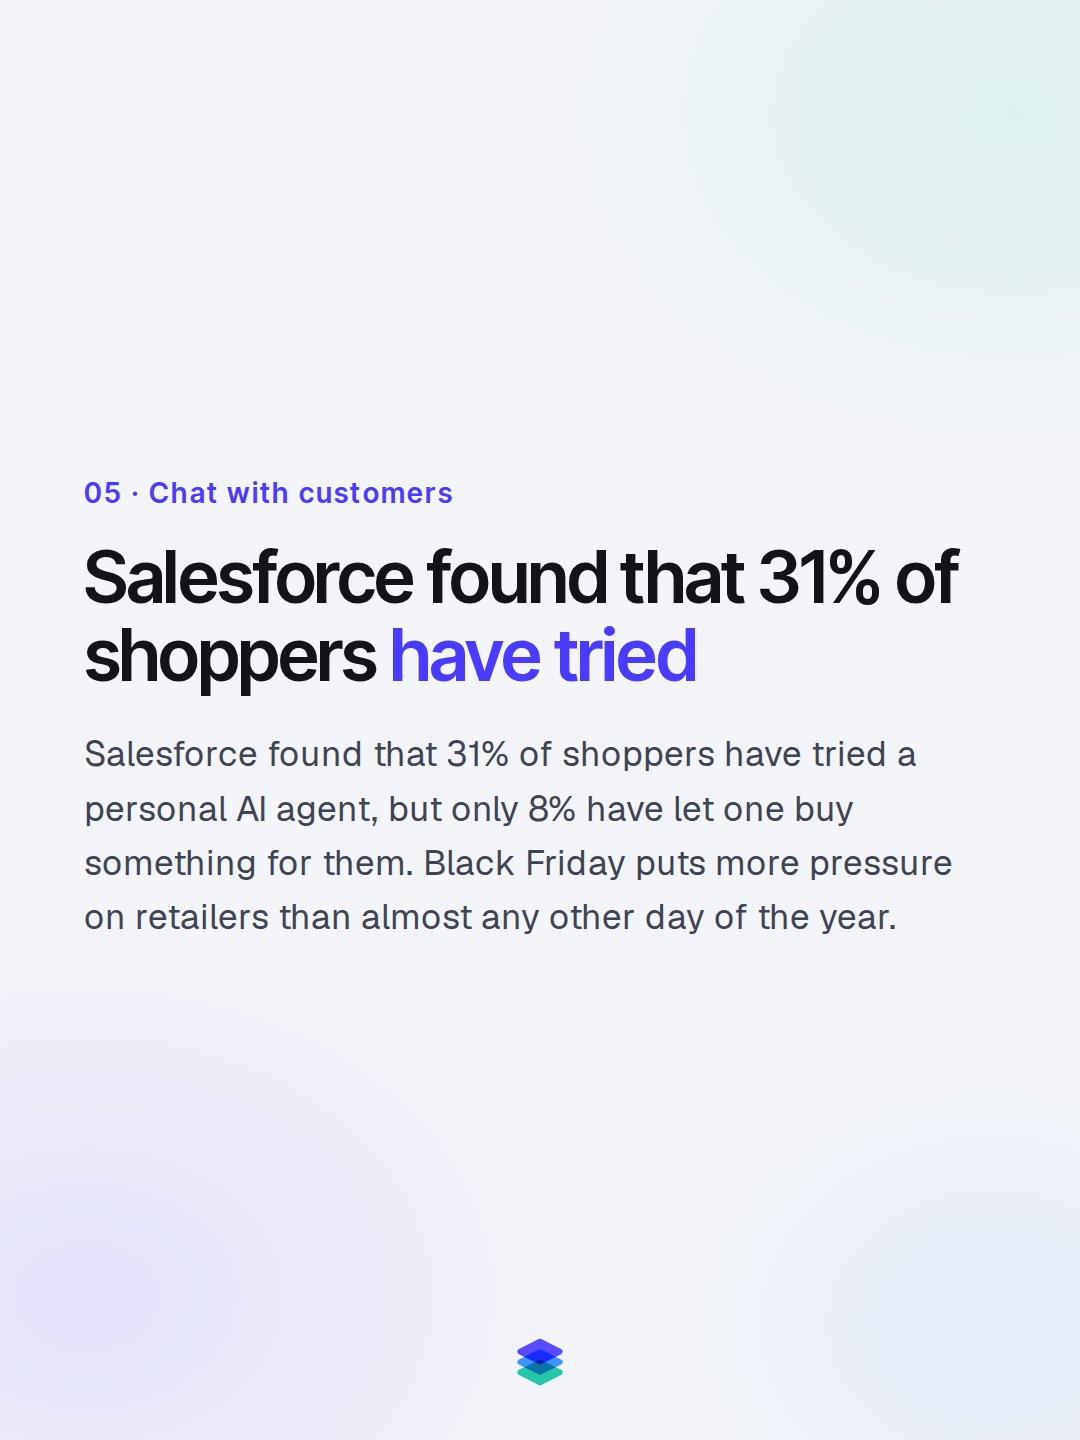 05 · Chat with customers
Salesforce found that 31% of
shoppers have tried
Salesforce found that 31% of shoppers have tried a
personal AI agent, but only 8% have let one buy
something for them. Black Friday puts more pressure
on retailers than almost any other day of the year.